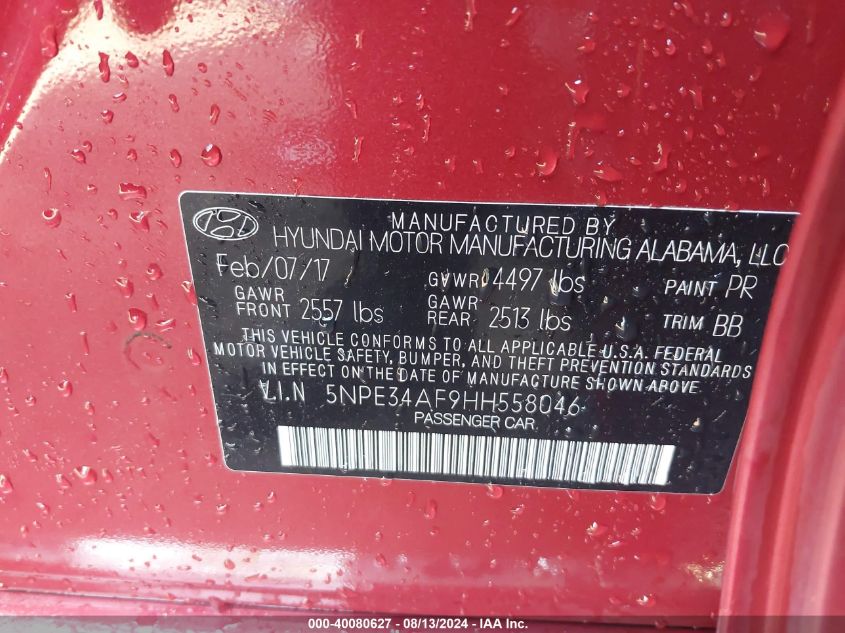 MANUFACTURED BY
HYUNDAI MOTOR MANUFACTURING ALABAMA, LLC
Feb/07/17 GVWR 4497 lbs PAINT PR
GAWR FRONT 2557 lbs GAWR REAR 2513 lbs TRIM BB
THIS VEHICLE CONFORMS TO ALL APPLICABLE U.S.A. FEDERAL
MOTOR VEHICLE SAFETY, BUMPER, AND THEFT PREVENTION STANDARDS
IN EFFECT ON THE DATE OF MANUFACTURE SHOWN ABOVE.
V.I.N 5NPE34AF9HH558046
PASSENGER CAR
000-40080627 - 08/13/2024 - IAA Inc.